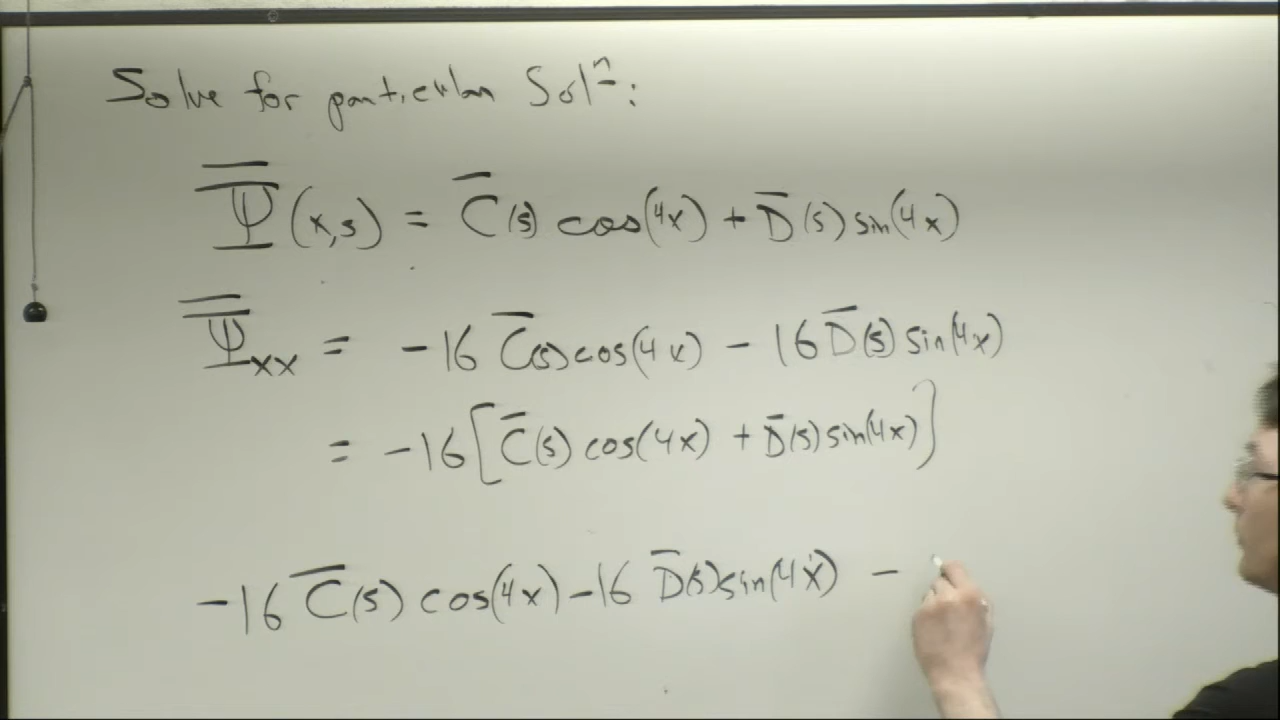 Solve for particular Solⁿ:
Ψ̿(x,s) = C̄(s) cos(4x) + D̄(s) sin(4x)
Ψ̿xx = -16 C̄(s) cos(4x) - 16 D̄(s) sin(4x)
= -16 [C̄(s) cos(4x) + D̄(s) sin(4x)]
-16 C̄(s) cos(4x) - 16 D̄(s) sin(4x) -